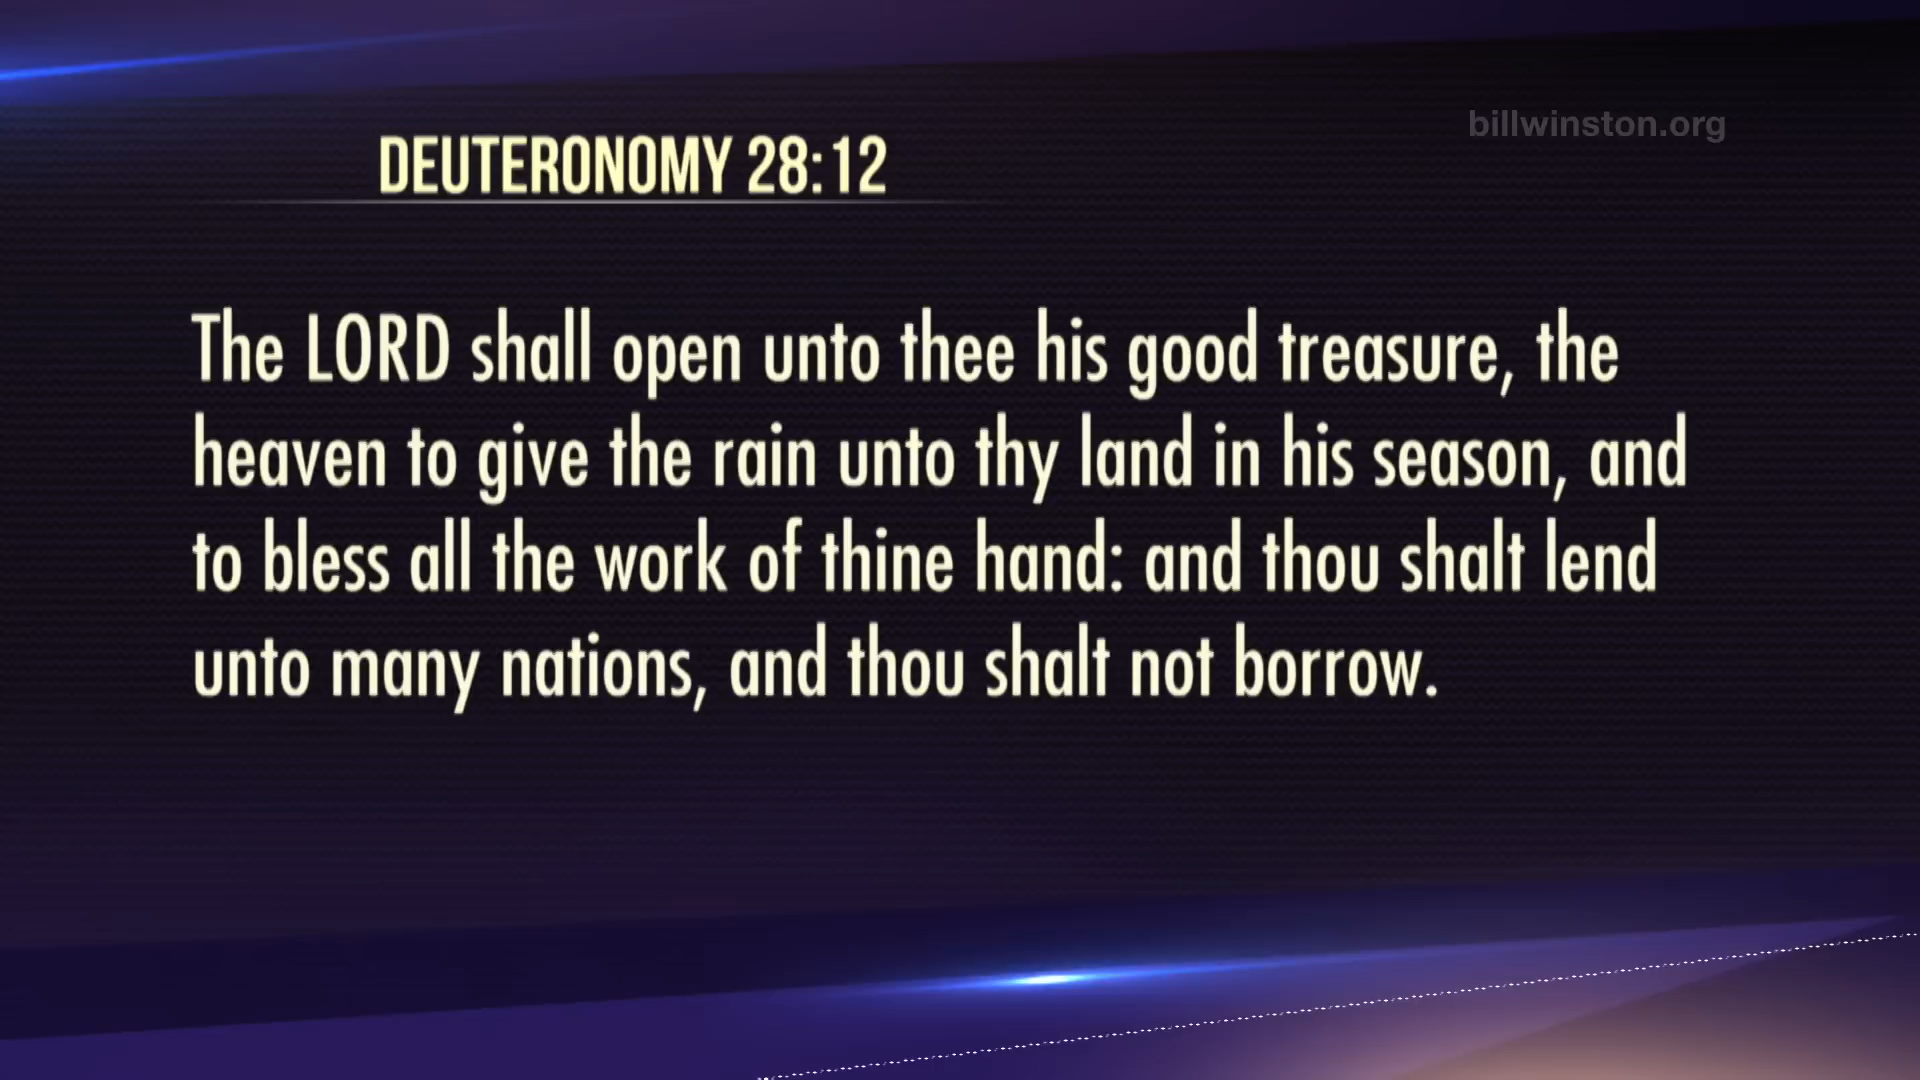 billwinston.org
DEUTERONOMY 28:12
The LORD shall open unto thee his good treasure, the
heaven to give the rain unto thy land in his season, and
to bless all the work of thine hand: and thou shalt lend
unto many nations, and thou shalt not borrow.